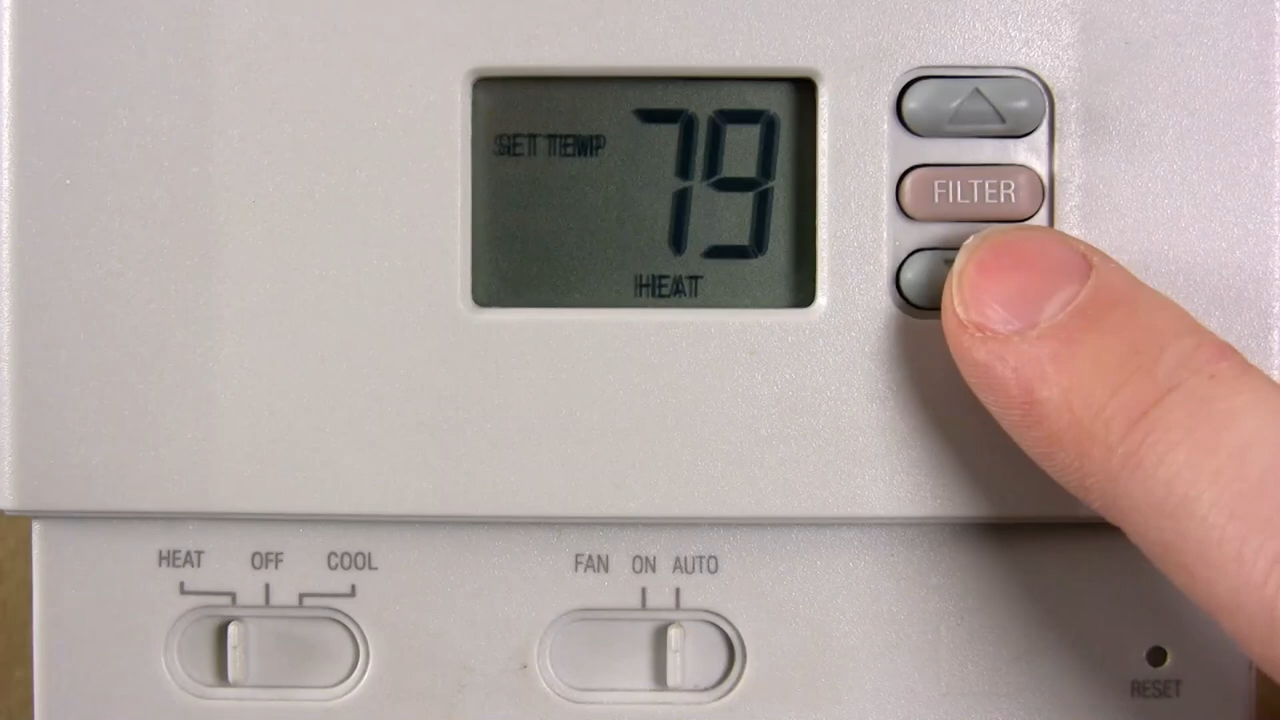 SET TEMP
79
HEAT
FILTER
HEAT OFF COOL
FAN ON AUTO
RESET